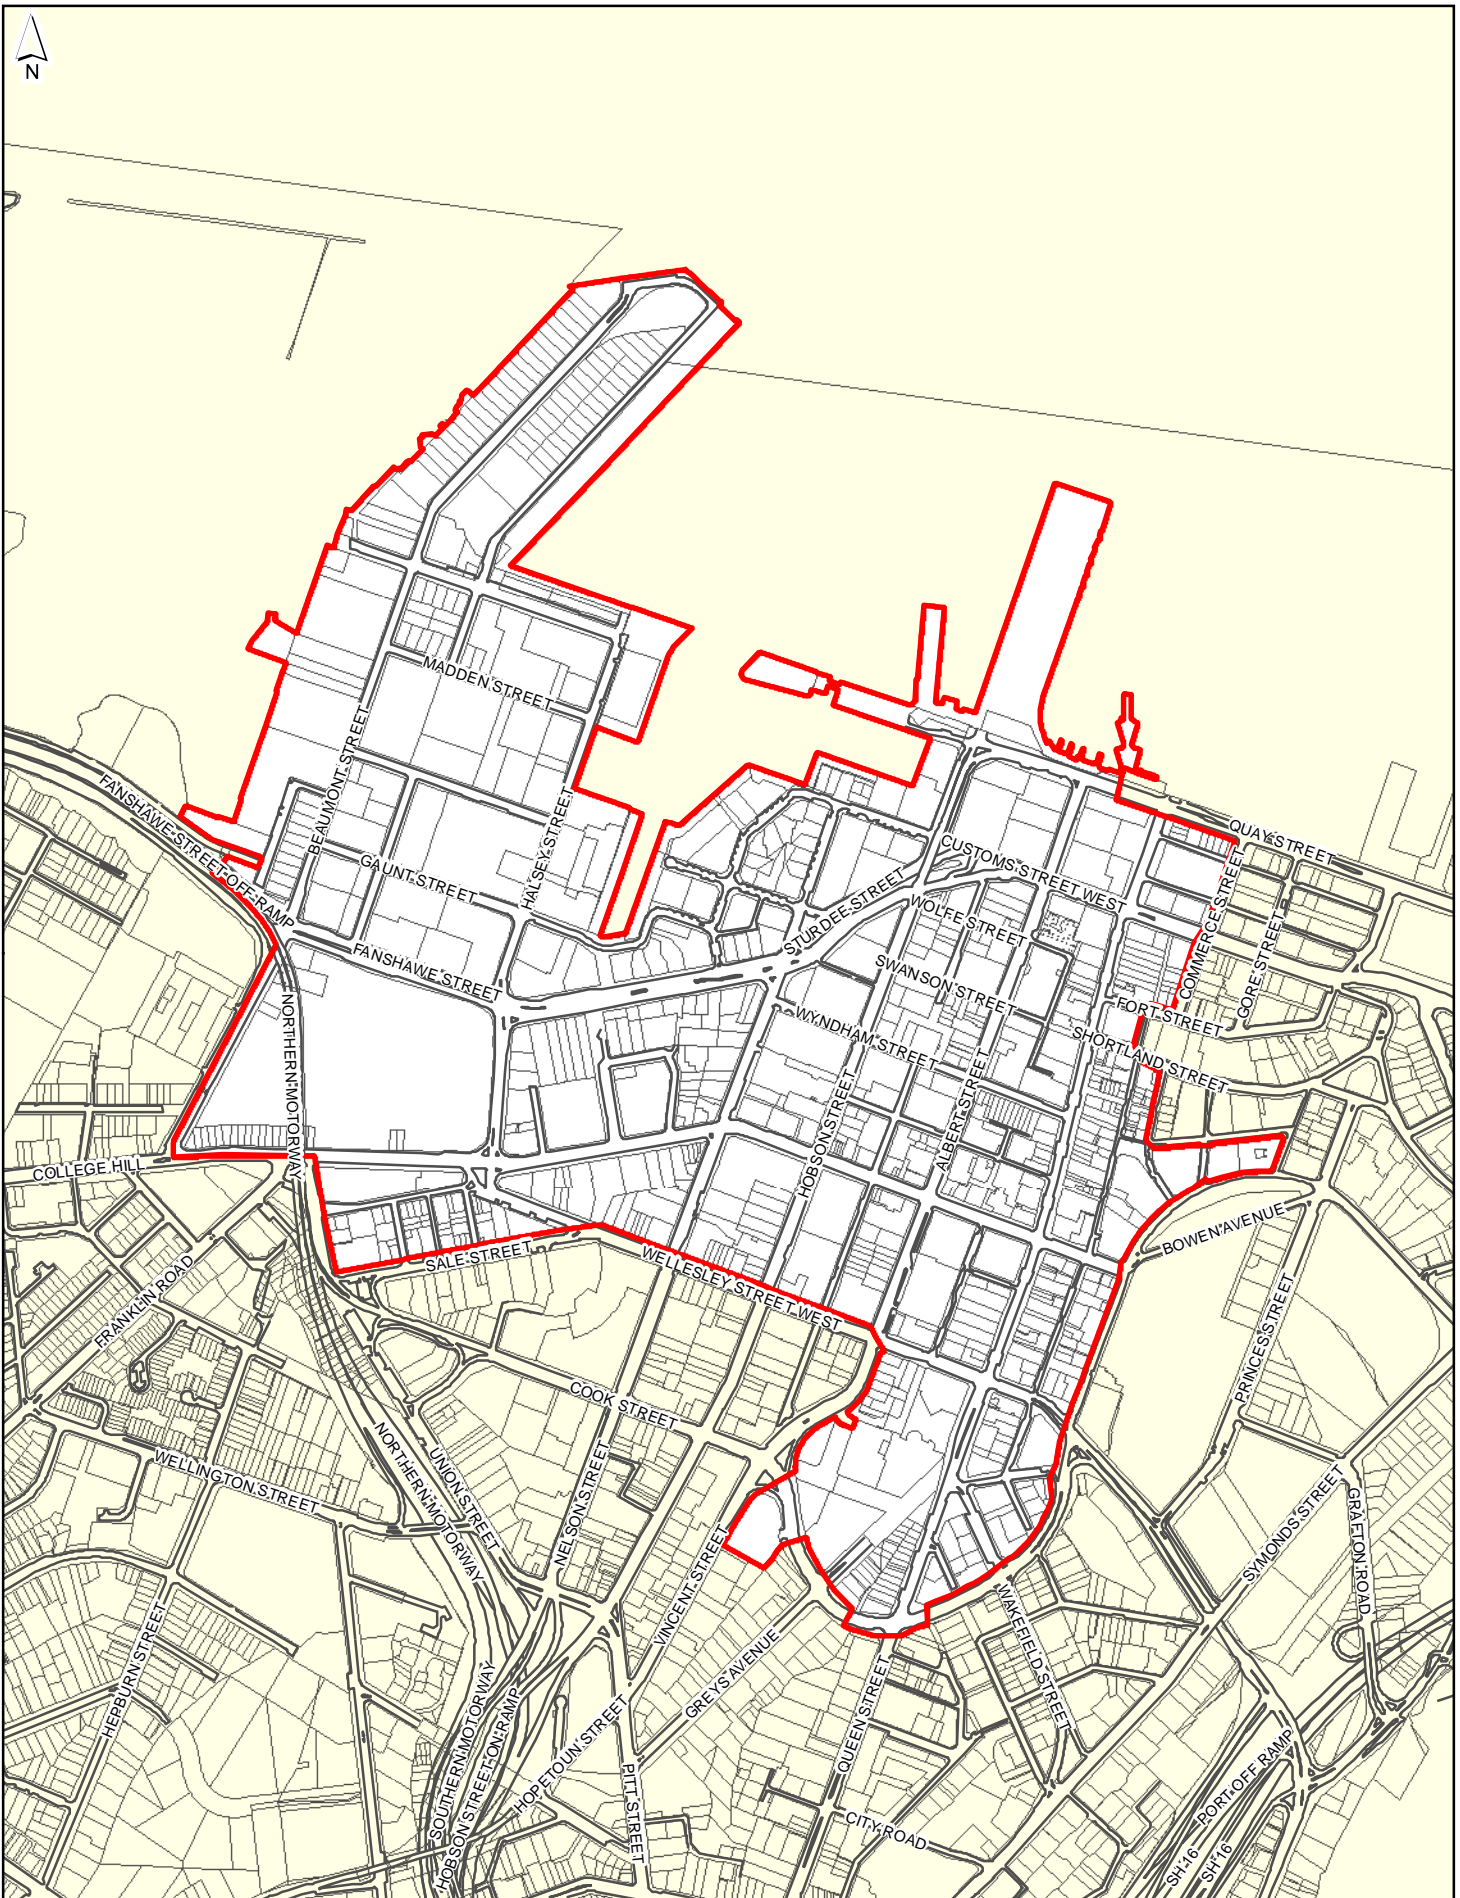 N
MADDEN STREET
BEAUMONT STREET
FANSHAWE STREET OFF RAMP
HALSEY STREET
GAUNT STREET
QUAY STREET
CUSTOMS STREET WEST
COMMERCE STREET
STURDEE STREET
WOLFE STREET
GORE STREET
FANSHAWE STREET
SWANSON STREET
FORT STREET
WYNDHAM STREET
SHORTLAND STREET
NORTHERN MOTORWAY
HOBSON STREET
ALBERT STREET
COLLEGE HILL
BOWEN AVENUE
SALE STREET
WELLESLEY STREET WEST
FRANKLIN ROAD
PRINCES STREET
COOK STREET
WELLINGTON STREET
NORTHERN MOTORWAY
UNION STREET
NELSON STREET
SYMONDS STREET
GRAFTON ROAD
VINCENT STREET
WAKEFIELD STREET
HEPBURN STREET
GREYS AVENUE
QUEEN STREET
SOUTHERN MOTORWAY
HOBSON STREET ON RAMP
HOPETOUN STREET
PITT STREET
CITY ROAD
PORT OFF RAMP
SH 16
SH 16